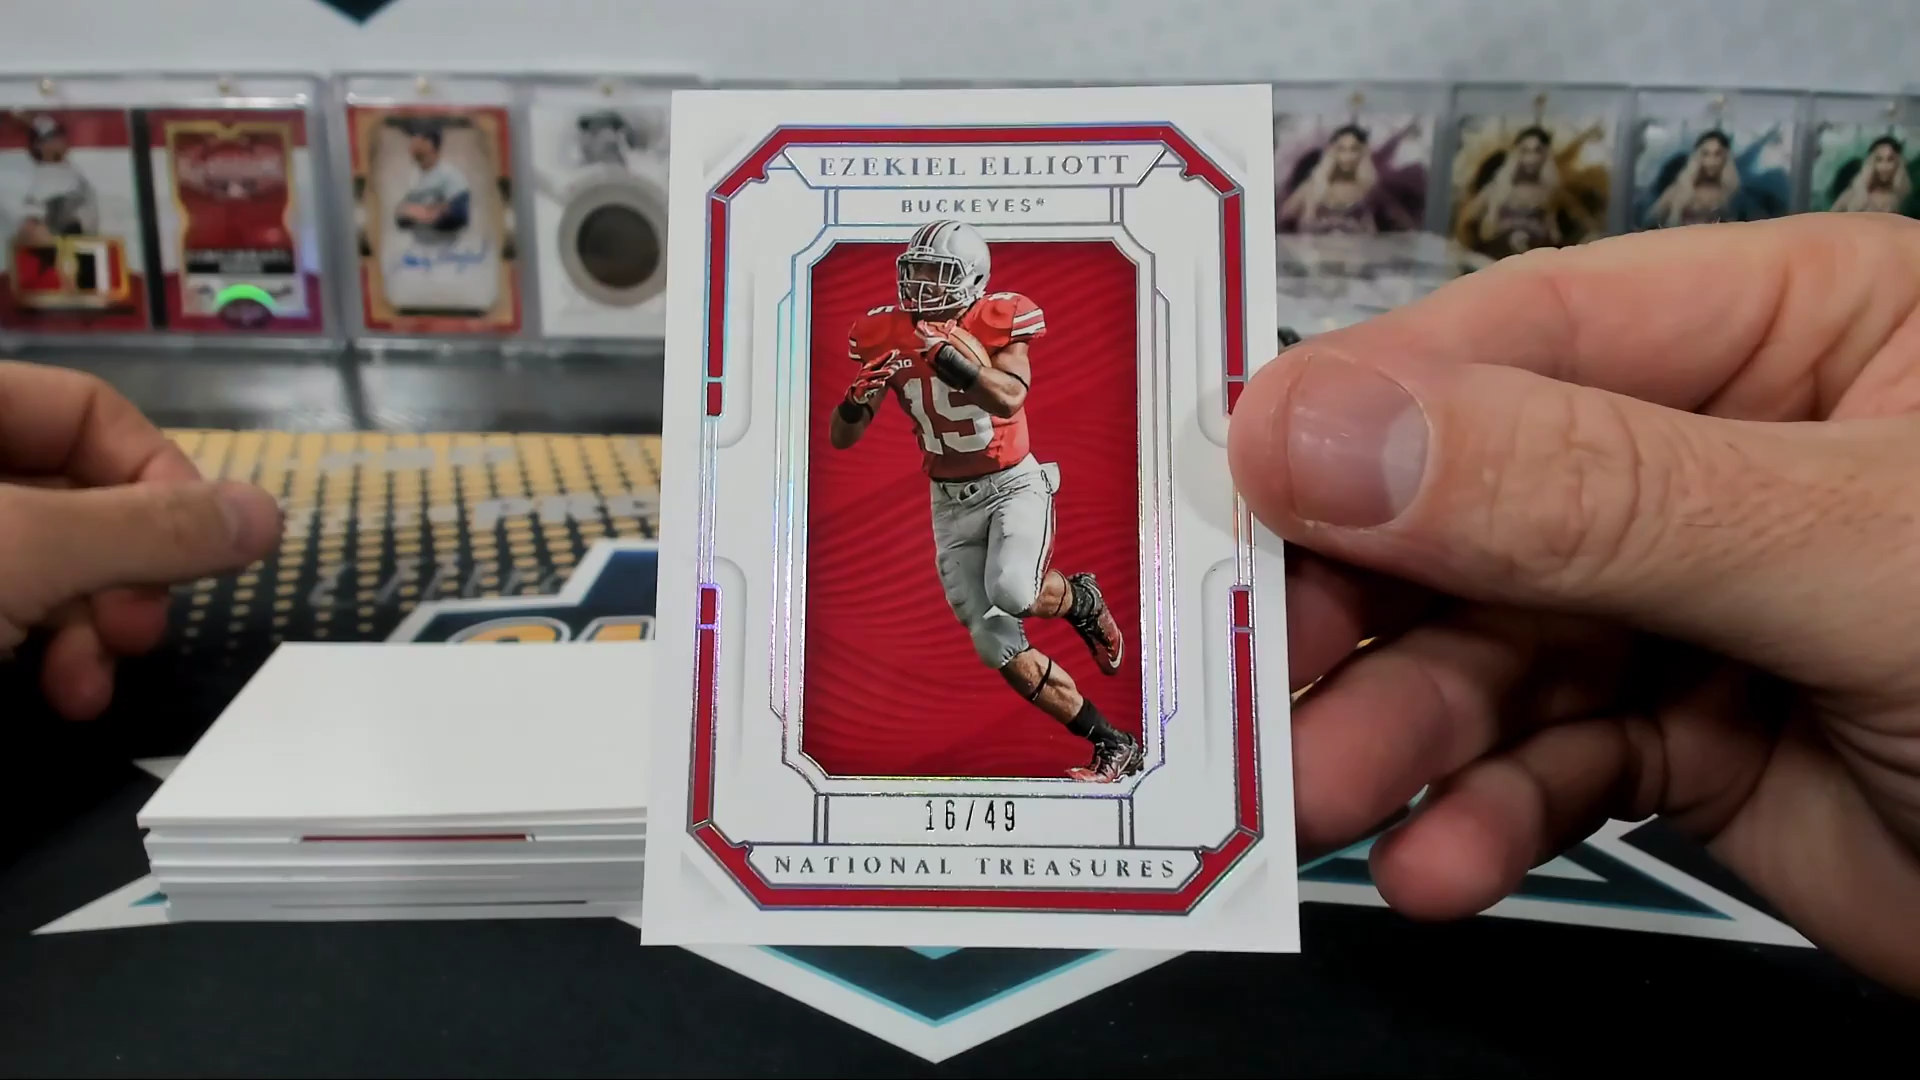 EZEKIEL ELLIOTT
BUCKEYES®
15
16/49
NATIONAL TREASURES